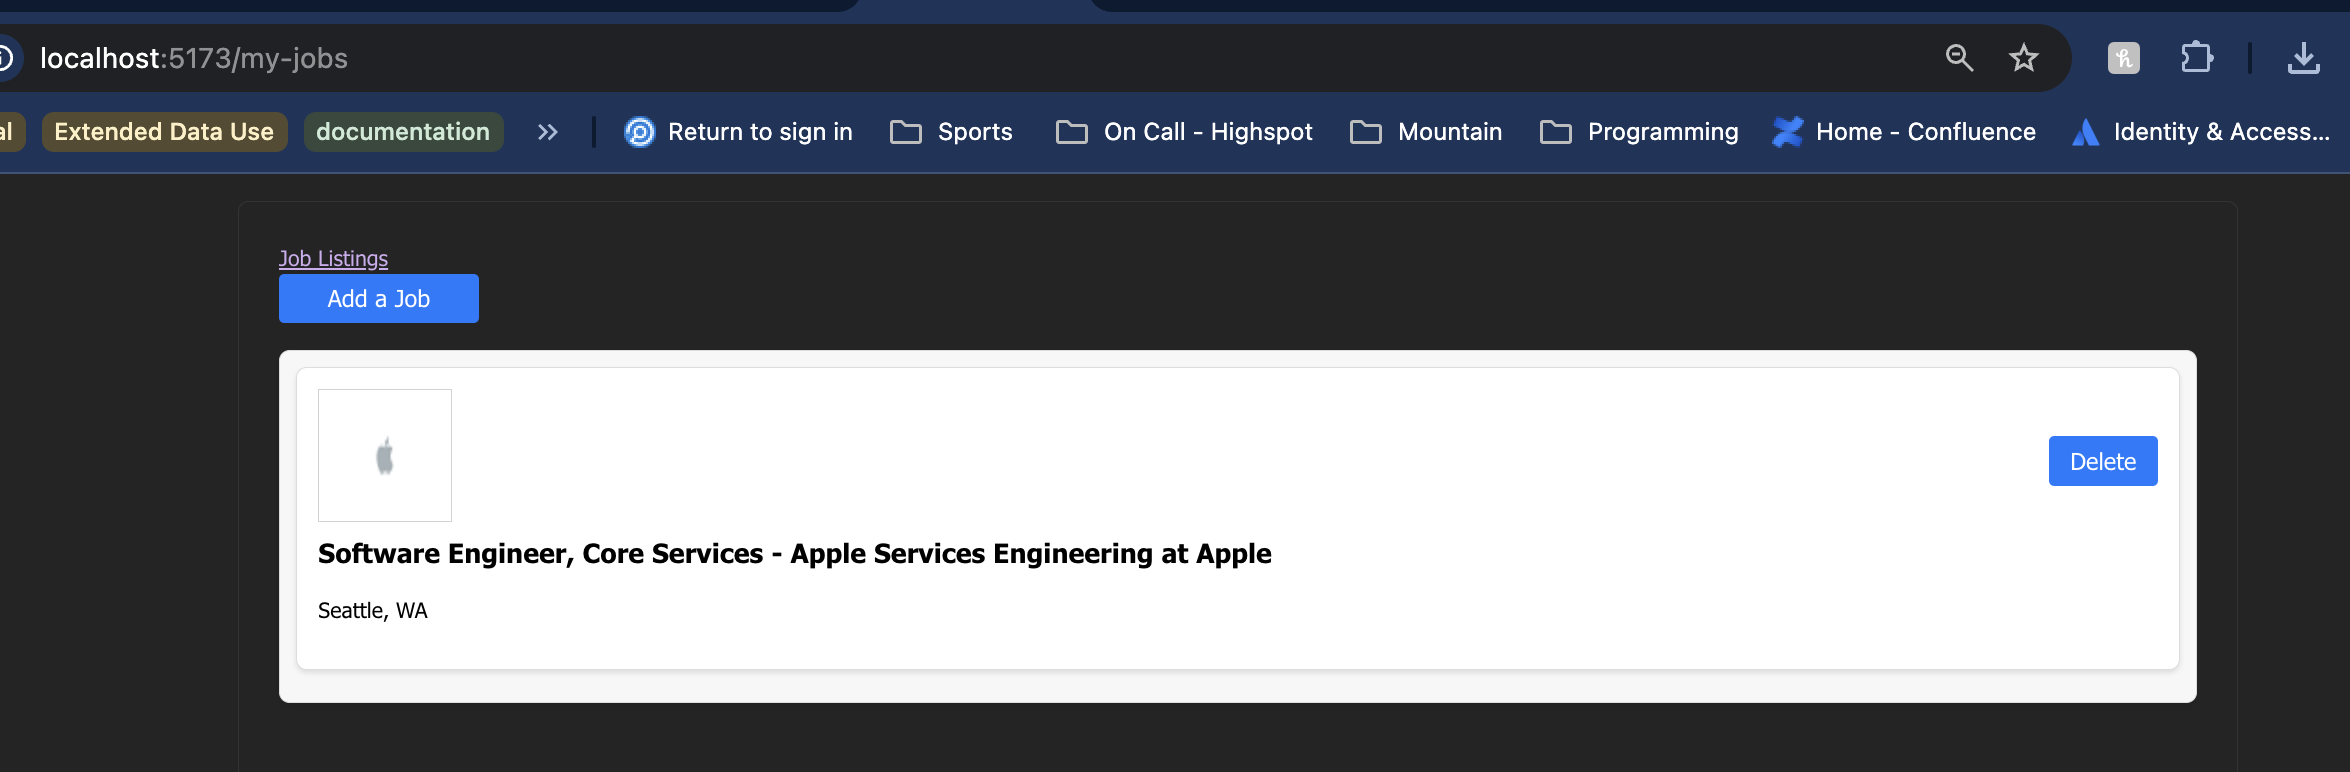 localhost:5173/my-jobs
al Extended Data Use documentation » Return to sign in Sports On Call - Highspot Mountain Programming Home - Confluence Identity & Access...
Job Listings
Add a Job
Delete
Software Engineer, Core Services - Apple Services Engineering at Apple
Seattle, WA